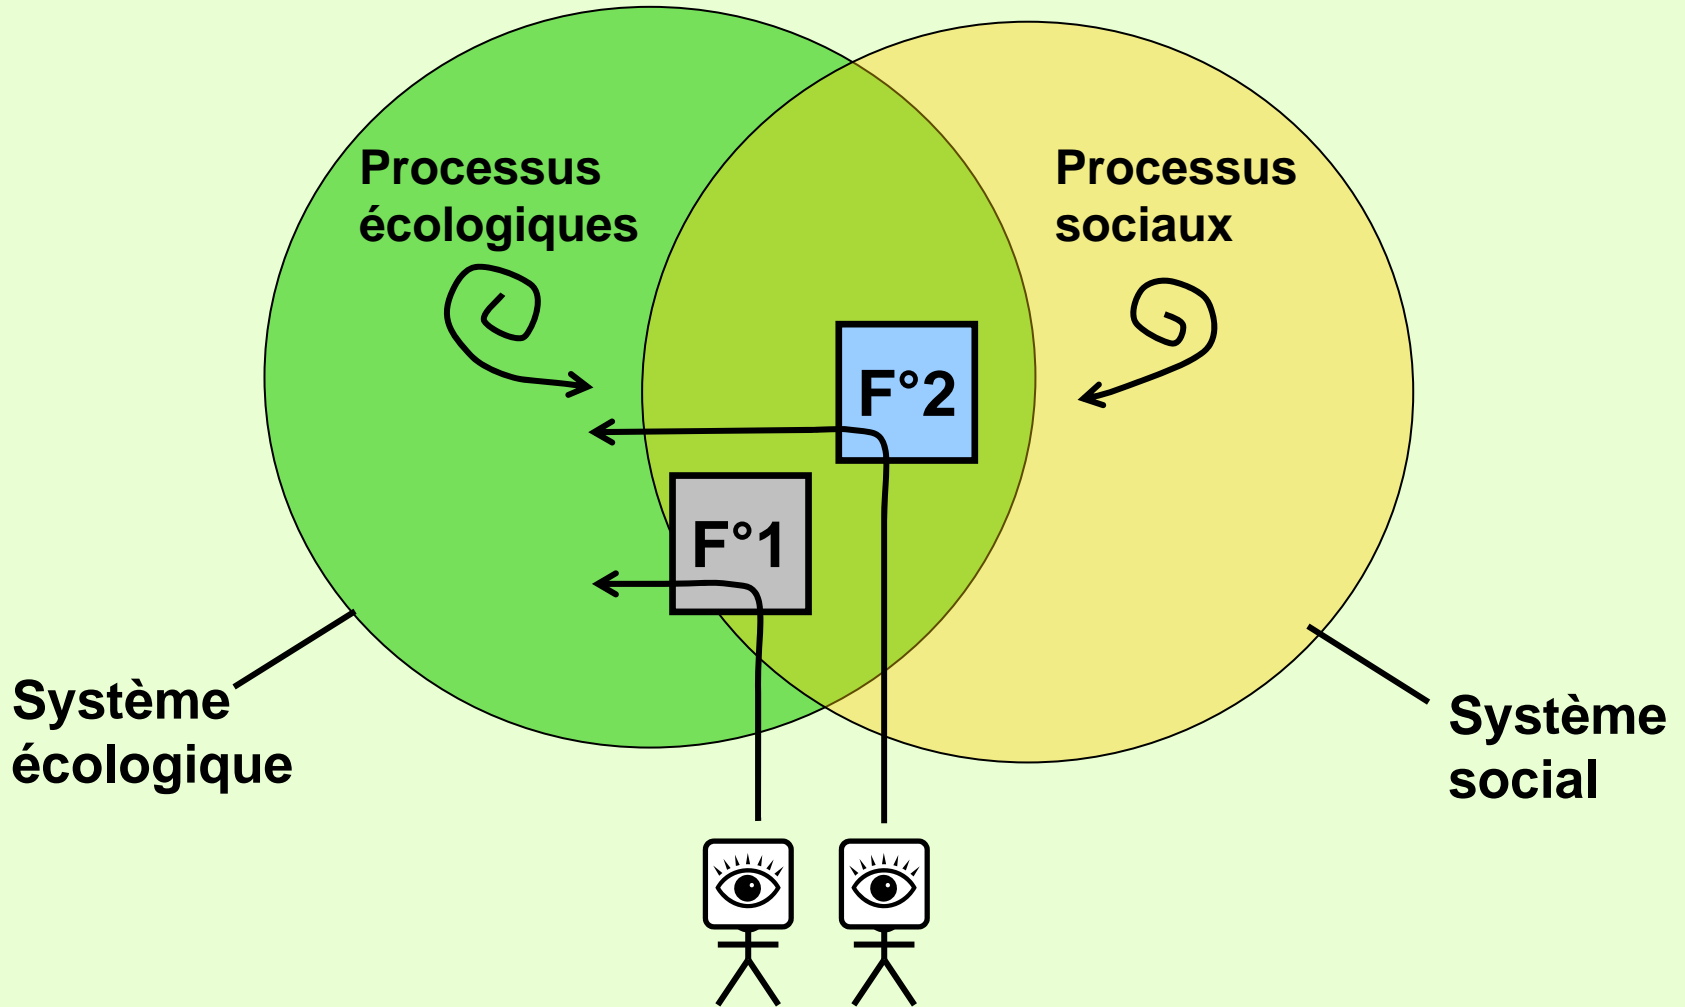 Processus
écologiques
Processus
sociaux
F°2
F°1
Système
écologique
Système
social